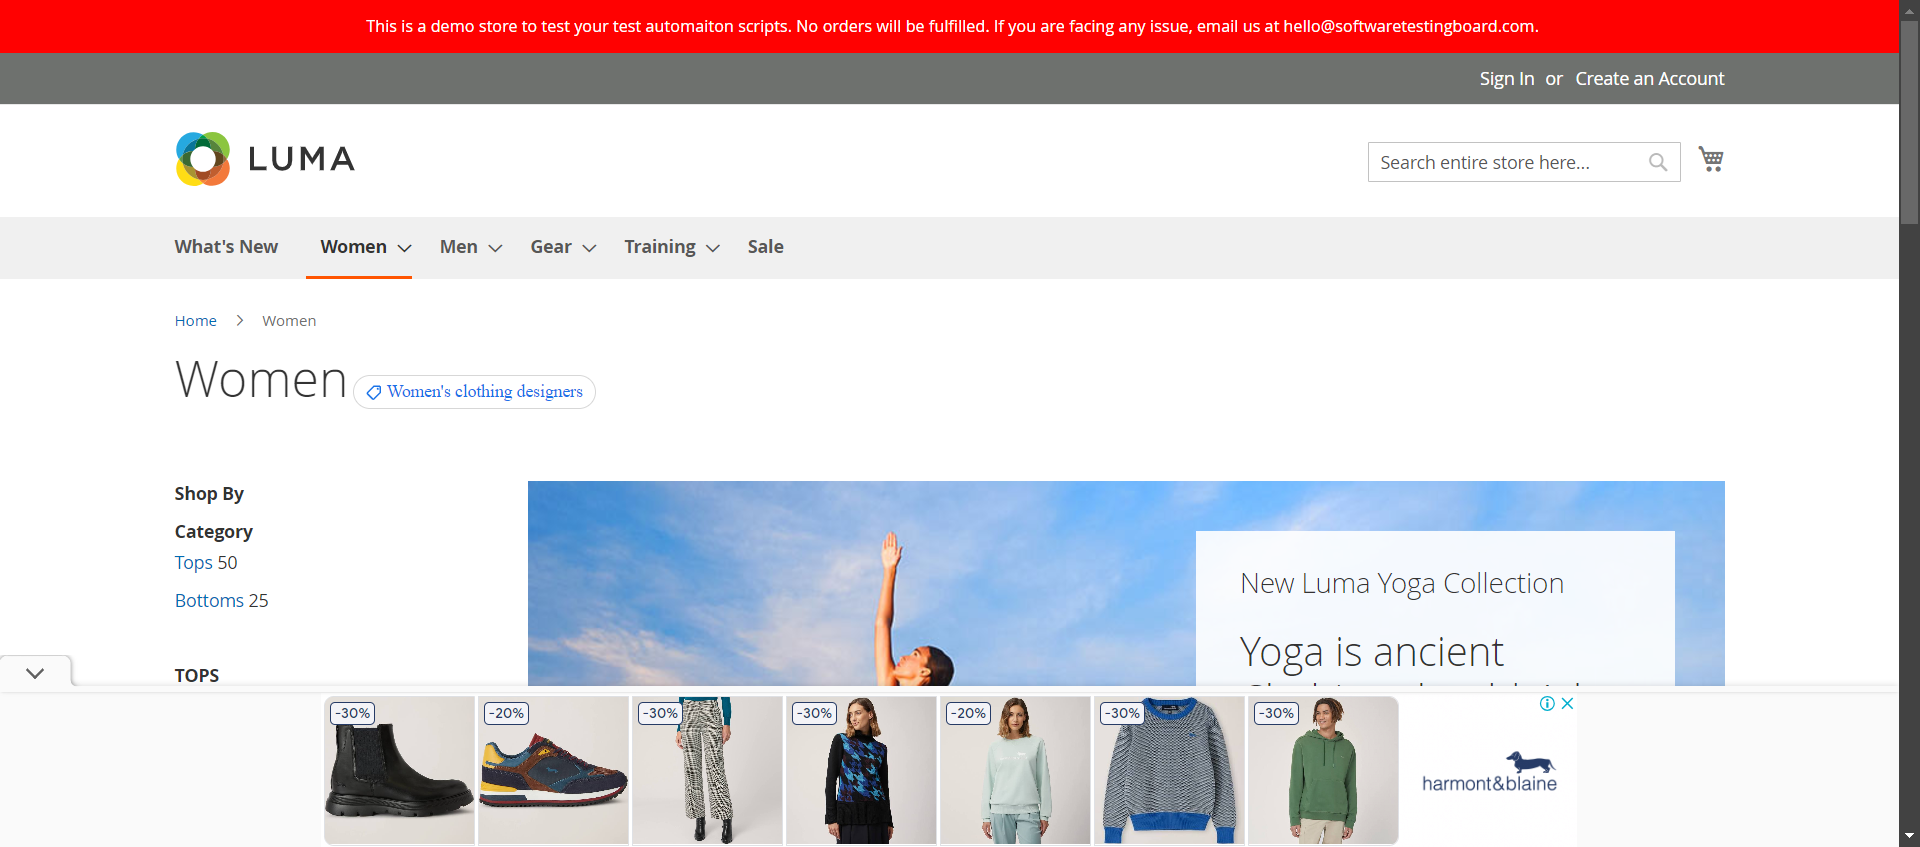 This is a demo store to test your test automaiton scripts. No orders will be fulfilled. If you are facing any issue, email us at hello@softwaretestingboard.com.
Sign In or Create an Account
LUMA
Search entire store here...
What's New Women Men Gear Training Sale
Home Women
Women
Women's clothing designers
Shop By
Category
Tops 50
Bottoms 25
TOPS
New Luma Yoga Collection
Yoga is ancient
-30% -20% -30% -30% -20% -30% -30%
harmont&blaine